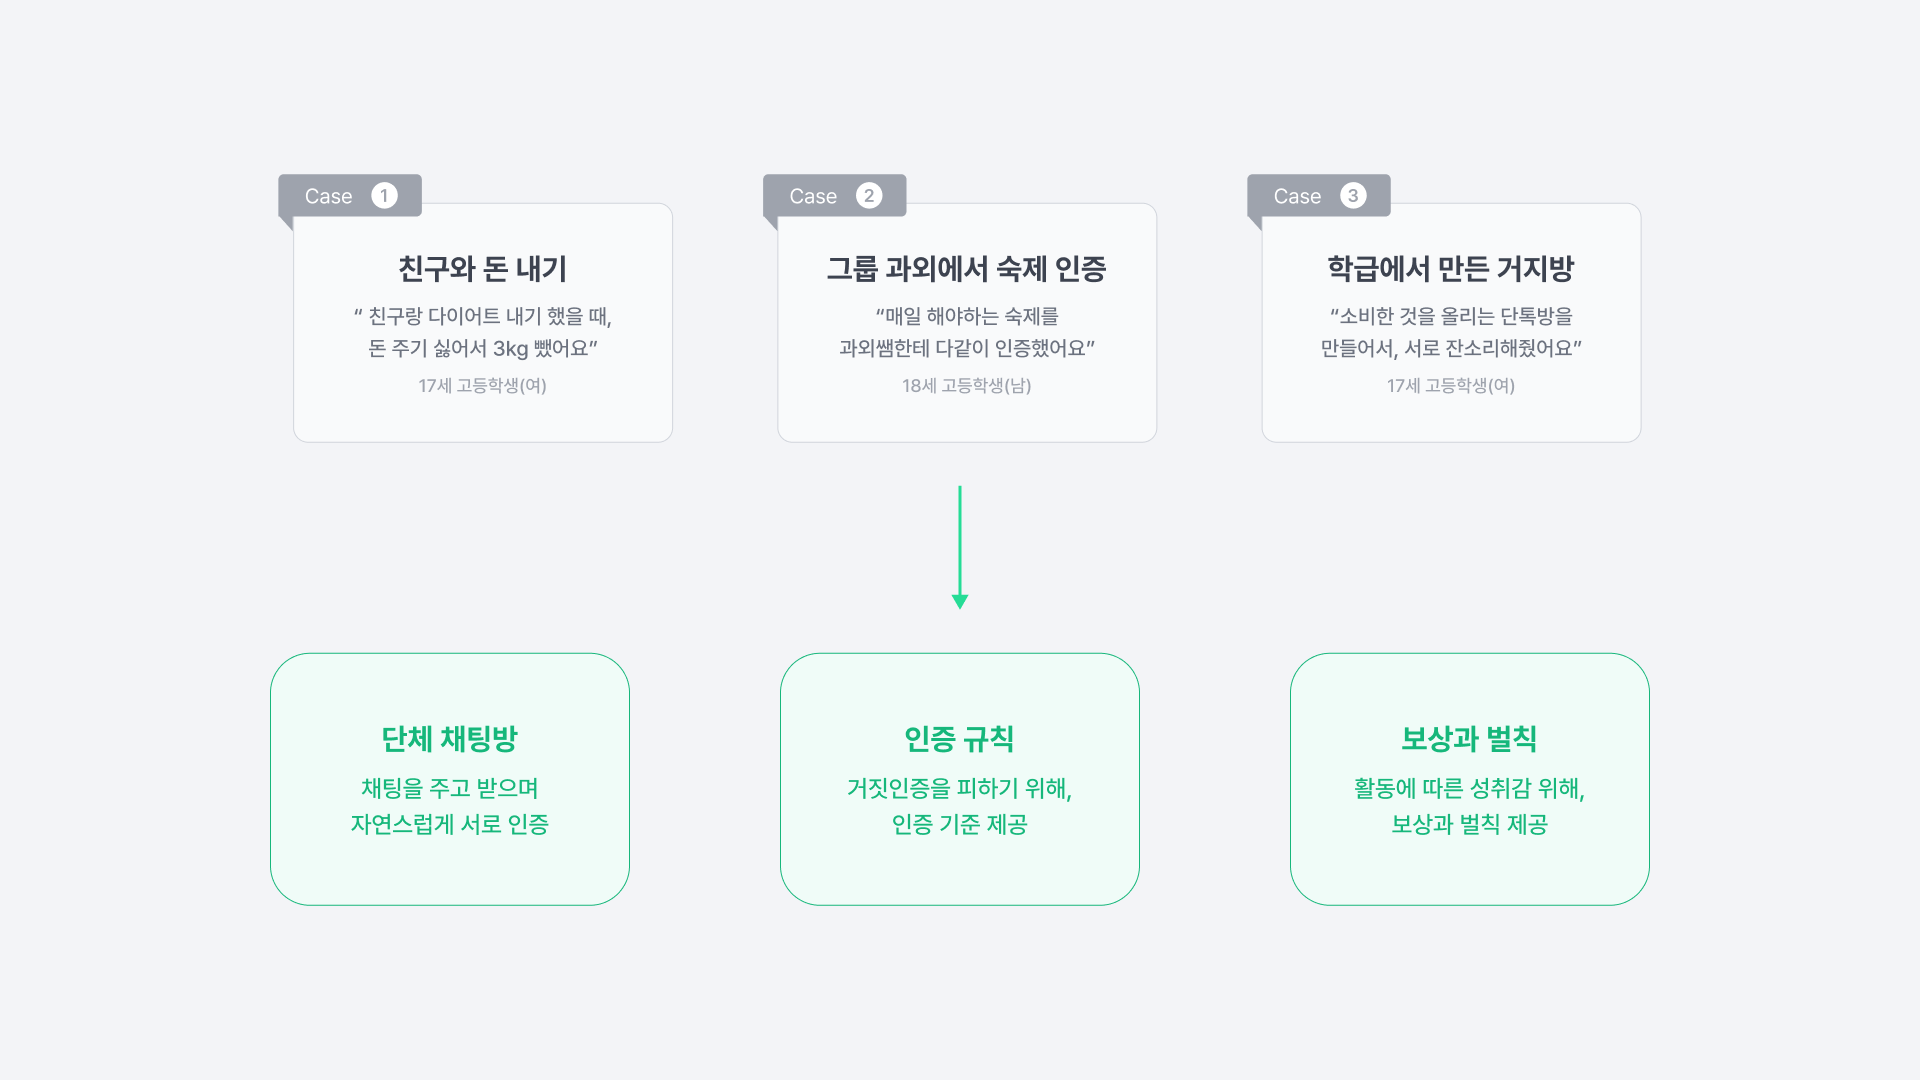 Case 1
친구와 돈 내기
“ 친구랑 다이어트 내기 했을 때,
돈 주기 싫어서 3kg 뺐어요”
17세 고등학생(여)
Case 2
그룹 과외에서 숙제 인증
“매일 해야하는 숙제를
과외쌤한테 다같이 인증했어요”
18세 고등학생(남)
Case 3
학급에서 만든 거지방
“소비한 것을 올리는 단톡방을
만들어서, 서로 잔소리해줬어요”
17세 고등학생(여)
단체 채팅방
채팅을 주고 받으며
자연스럽게 서로 인증
인증 규칙
거짓인증을 피하기 위해,
인증 기준 제공
보상과 벌칙
활동에 따른 성취감 위해,
보상과 벌칙 제공